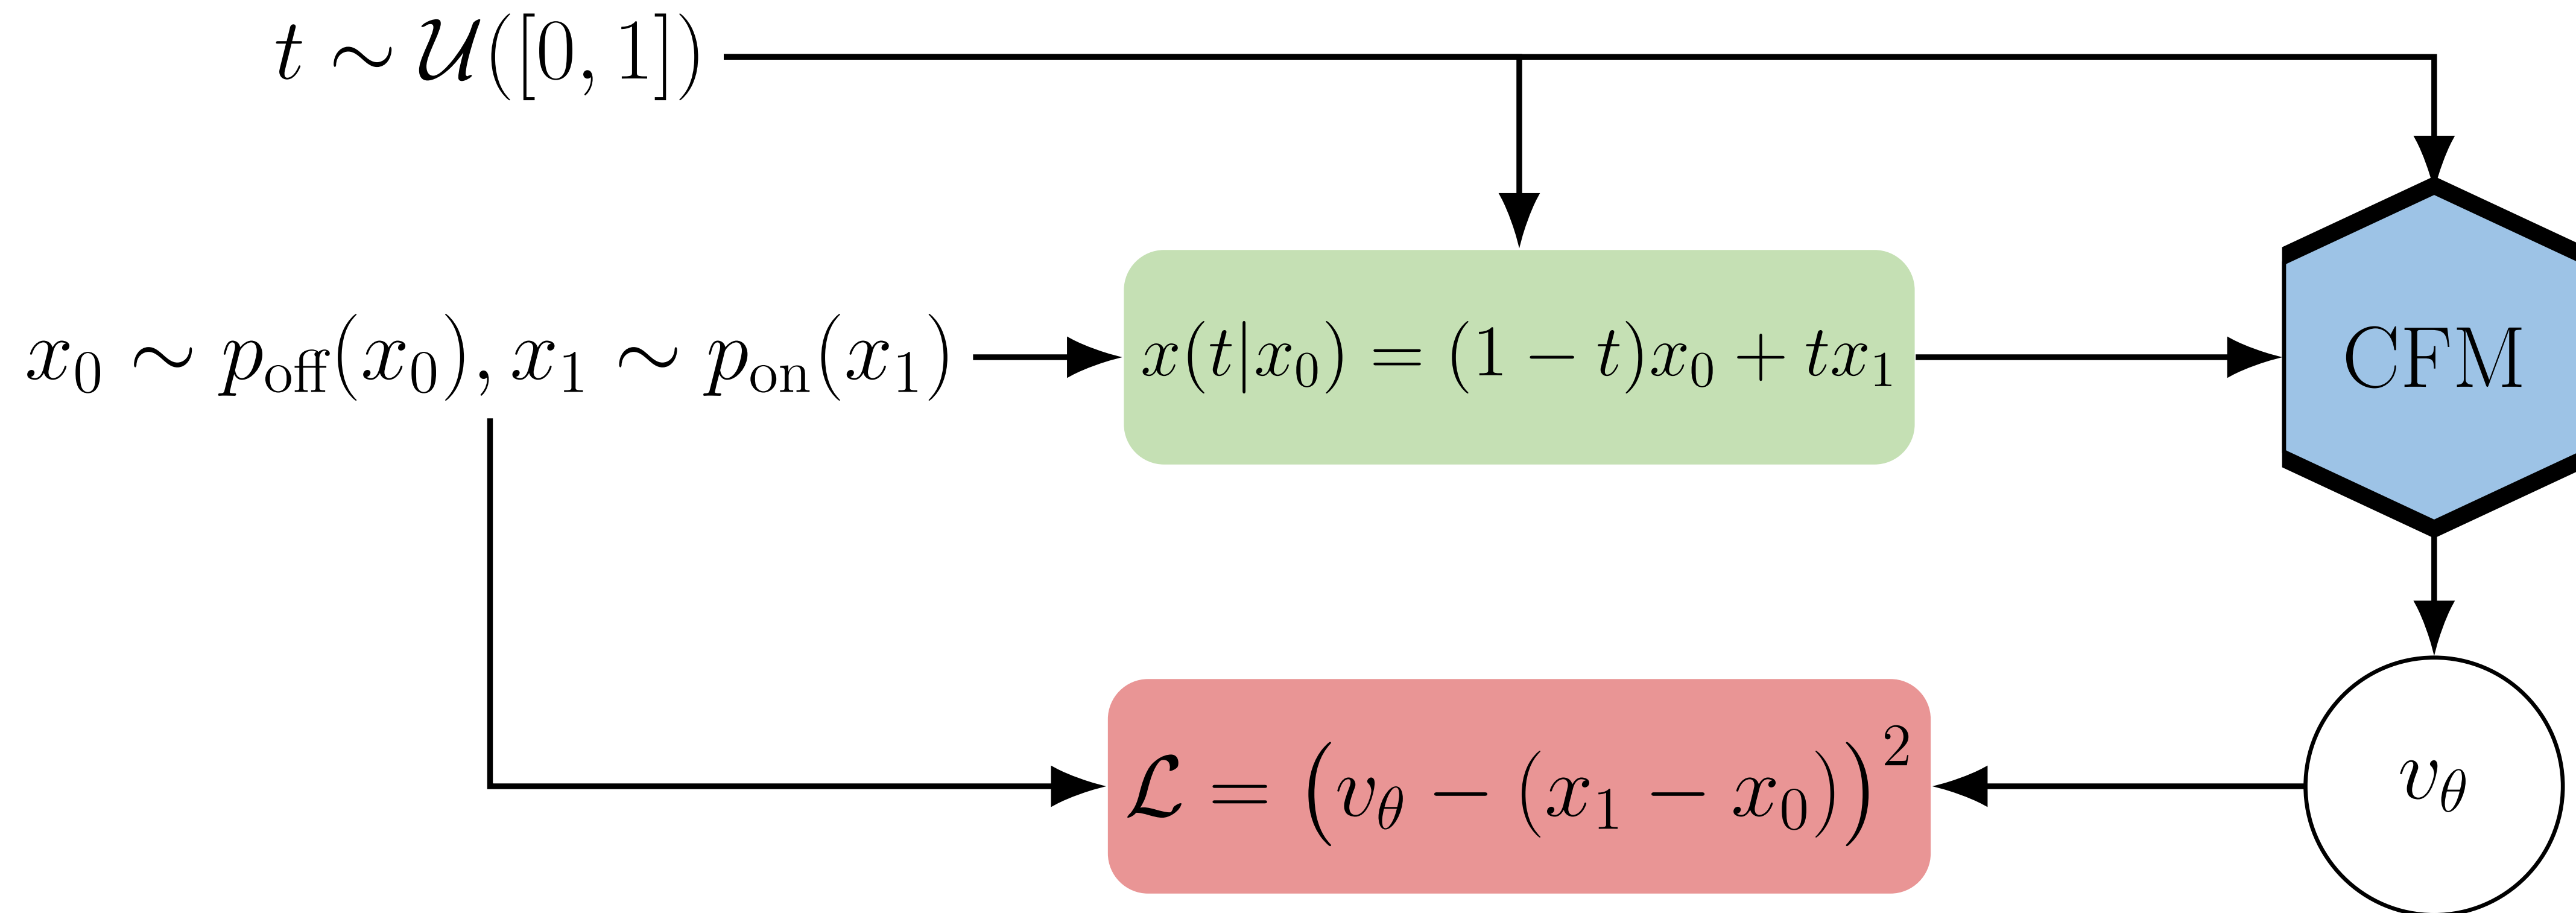 t ∼ 𝒰([0, 1])
x₀ ∼ p_off(x₀), x₁ ∼ p_on(x₁)
x(t|x₀) = (1 − t)x₀ + tx₁
CFM
ℒ = (v_θ − (x₁ − x₀))²
v_θ